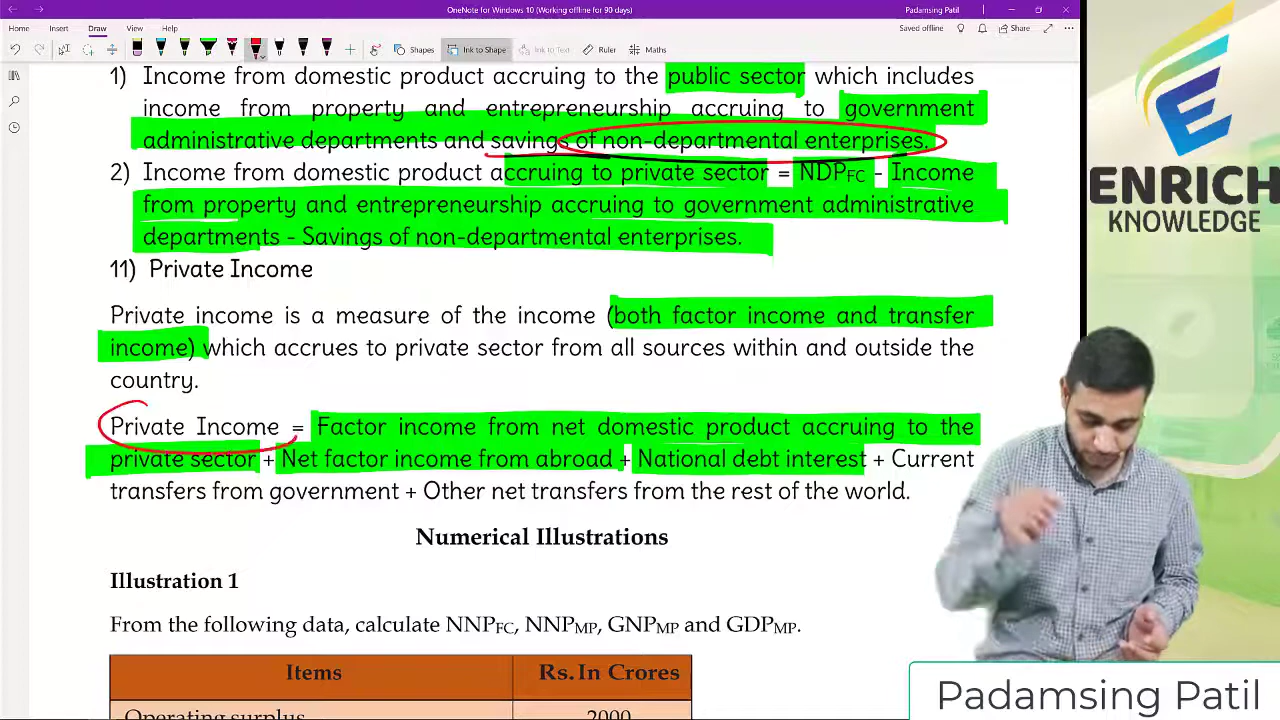 OneNote for Windows 10 (Working offline for 90 days)
Padamsing Patil
Home Insert Draw View Help
Saved offline Share
Shapes Ink to Shape Ink to Text Ruler Maths
1) Income from domestic product accruing to the public sector which includes
income from property and entrepreneurship accruing to government
administrative departments and savings of non-departmental enterprises.
2) Income from domestic product accruing to private sector = NDPFC - Income
from property and entrepreneurship accruing to government administrative
departments - Savings of non-departmental enterprises.
11) Private Income
Private income is a measure of the income (both factor income and transfer
income) which accrues to private sector from all sources within and outside the
country.
Private Income = Factor income from net domestic product accruing to the
private sector + Net factor income from abroad + National debt interest + Current
transfers from government + Other net transfers from the rest of the world.
Numerical Illustrations
Illustration 1
From the following data, calculate NNPFC, NNPMP, GNPMP and GDPMP.
Items Rs. In Crores
Operating surplus 2000
ENRICH
KNOWLEDGE
Padamsing Patil